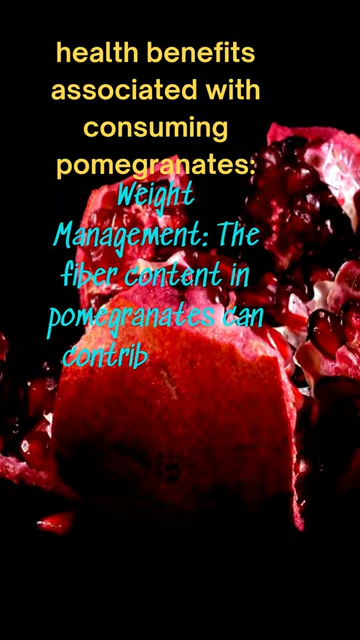 health benefits
associated with
consuming
pomegranates:
Weight
Management: The
fiber content in
pomegranates can
contrib